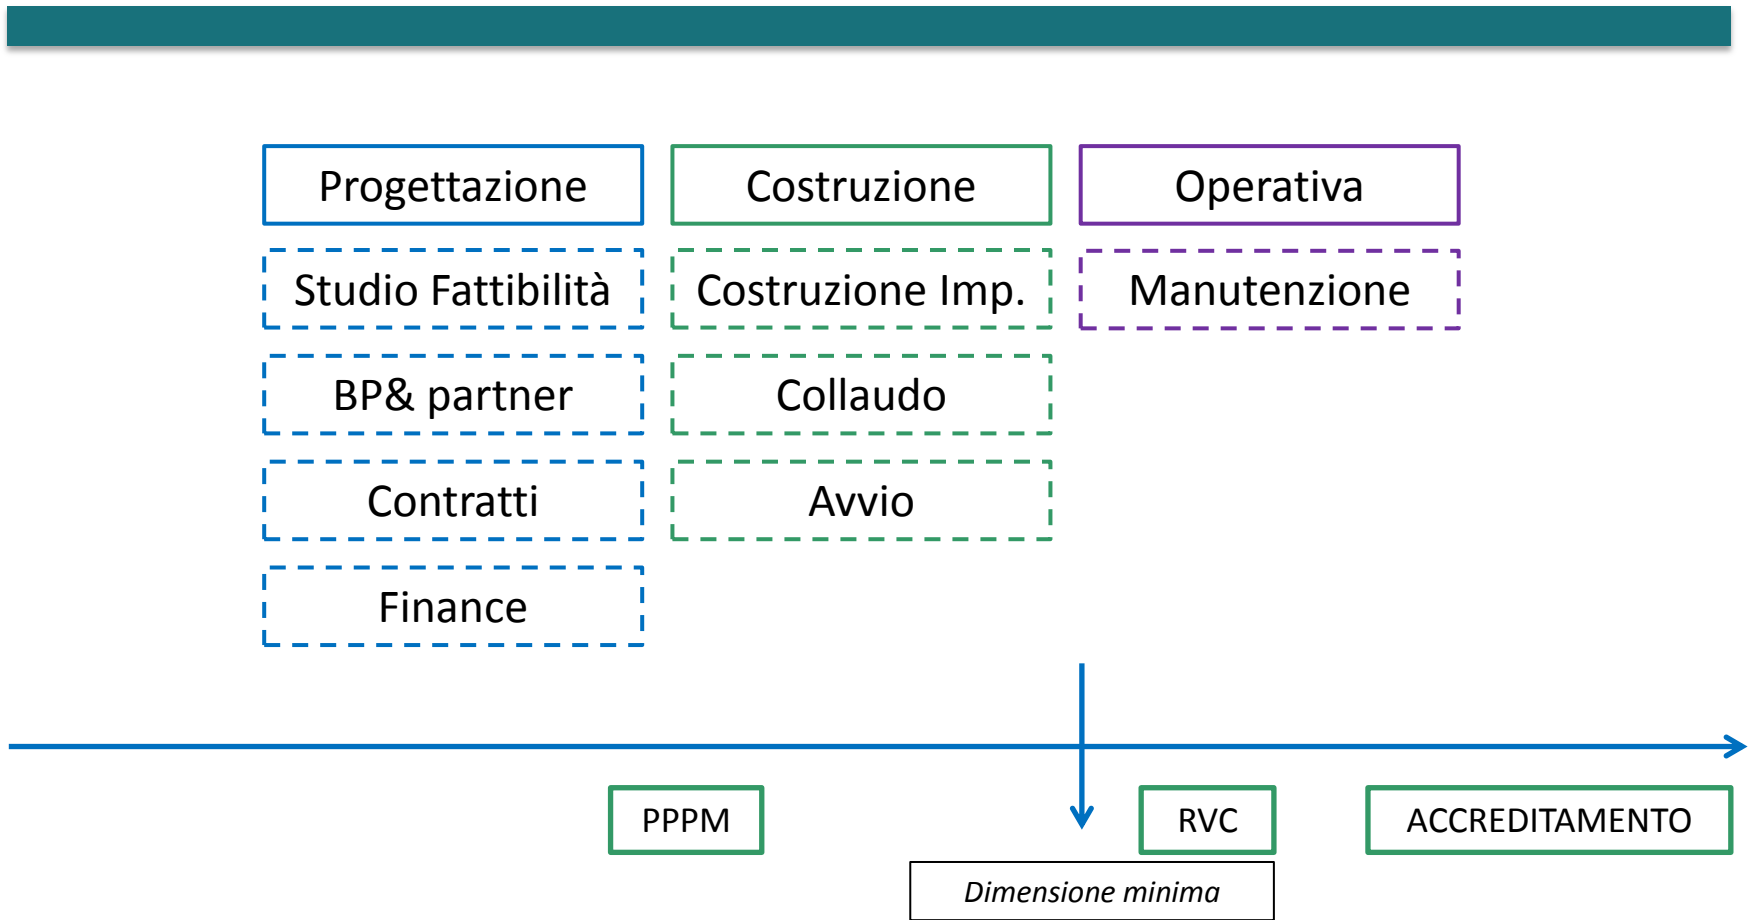 Progettazione
Costruzione
Operativa
Studio Fattibilità
Costruzione Imp.
Manutenzione
BP& partner
Collaudo
Contratti
Avvio
Finance
PPPM
RVC
ACCREDITAMENTO
Dimensione minima